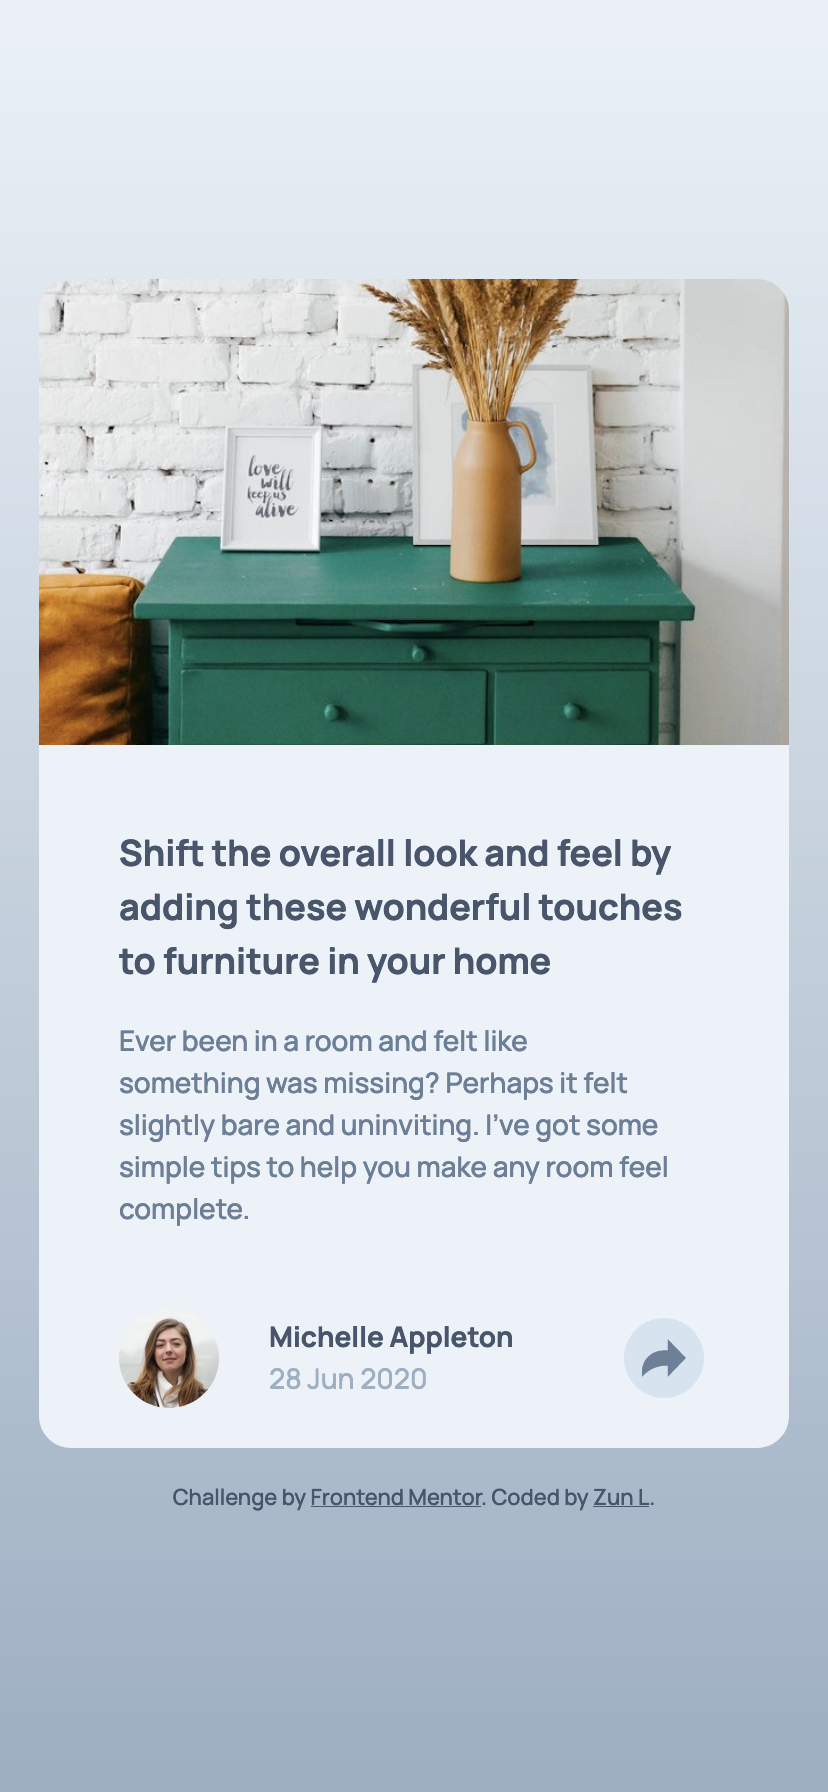 love
will
keep us
alive
Shift the overall look and feel by
adding these wonderful touches
to furniture in your home
Ever been in a room and felt like
something was missing? Perhaps it felt
slightly bare and uninviting. I’ve got some
simple tips to help you make any room feel
complete.
Michelle Appleton
28 Jun 2020
Challenge by Frontend Mentor. Coded by Zun L.